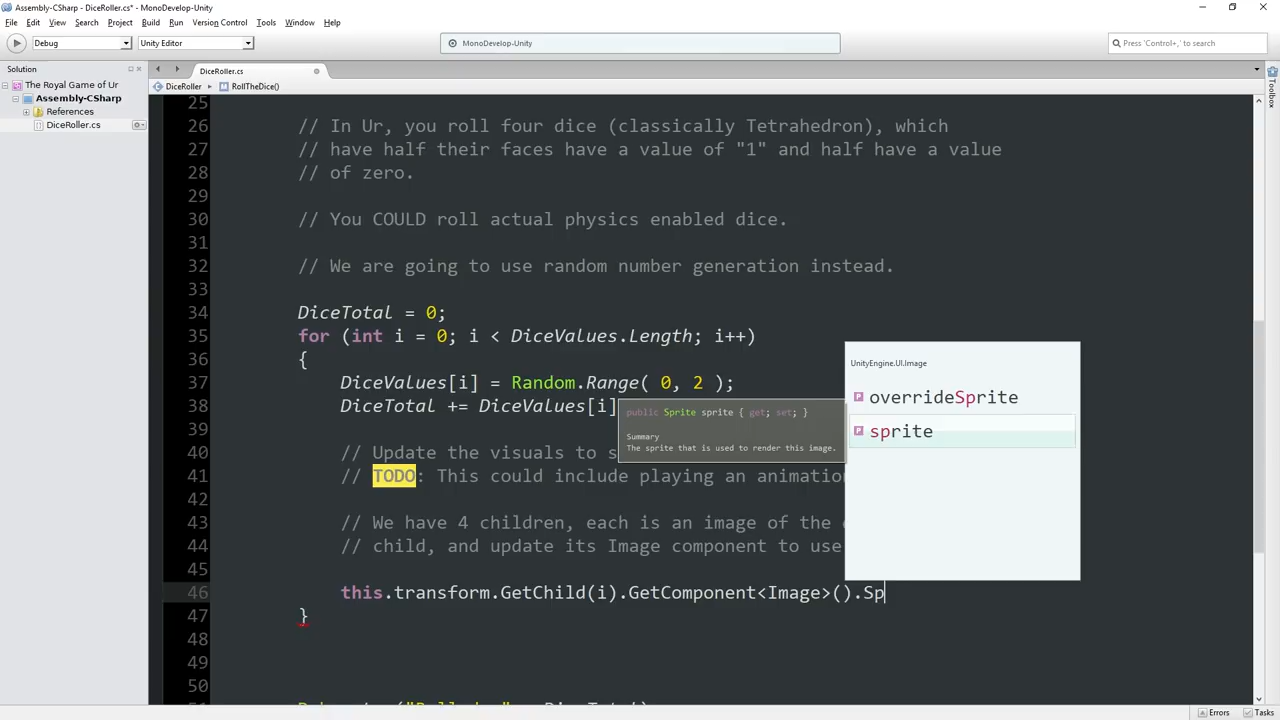 Assembly-CSharp - DiceRoller.cs* - MonoDevelop-Unity
File Edit View Search Project Build Run Version Control Tools Window Help
Debug Unity Editor MonoDevelop-Unity Press 'Control+,' to search
Solution
The Royal Game of Ur
Assembly-CSharp
References
DiceRoller.cs
DiceRoller.cs
DiceRoller RollTheDice()
25
26 // In Ur, you roll four dice (classically Tetrahedron), which
27 // have half their faces have a value of "1" and half have a value
28 // of zero.
29
30 // You COULD roll actual physics enabled dice.
31
32 // We are going to use random number generation instead.
33
34 DiceTotal = 0;
35 for (int i = 0; i < DiceValues.Length; i++)
36 {
37 DiceValues[i] = Random.Range( 0, 2 );
38 DiceTotal += DiceValues[i]
39
40 // Update the visuals to s
41 // TODO: This could include playing an animation
42
43 // We have 4 children, each is an image of the
44 // child, and update its Image component to use
45
46 this.transform.GetChild(i).GetComponent<Image>().Sp
47 }
48
49
50
public Sprite sprite { get; set; }
Summary
The sprite that is used to render this image.
UnityEngine.UI.Image
overrideSprite
sprite
Toolbox
Errors Tasks